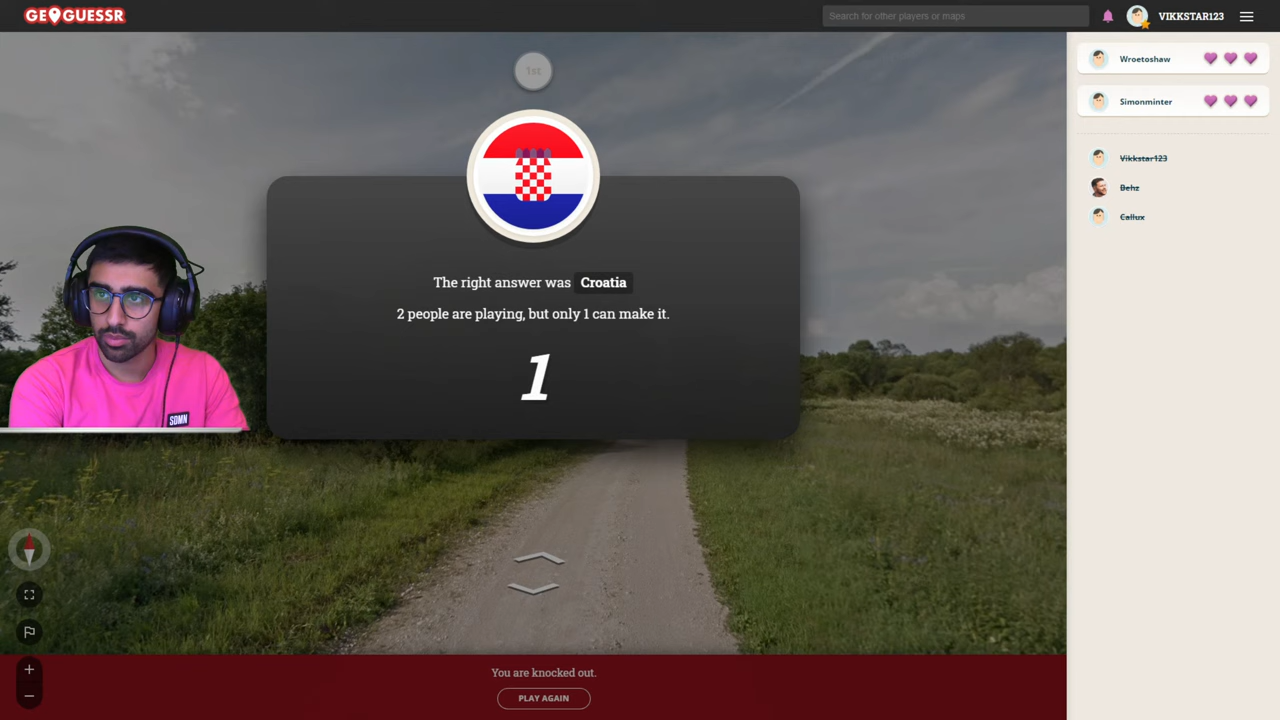 GEOGUESSR
Search for other players or maps
VIKKSTAR123
1st
Wroetoshaw
Simonminter
Vikkstar123
Behz
Callux
The right answer was Croatia
2 people are playing, but only 1 can make it.
1
SDMN
You are knocked out.
PLAY AGAIN